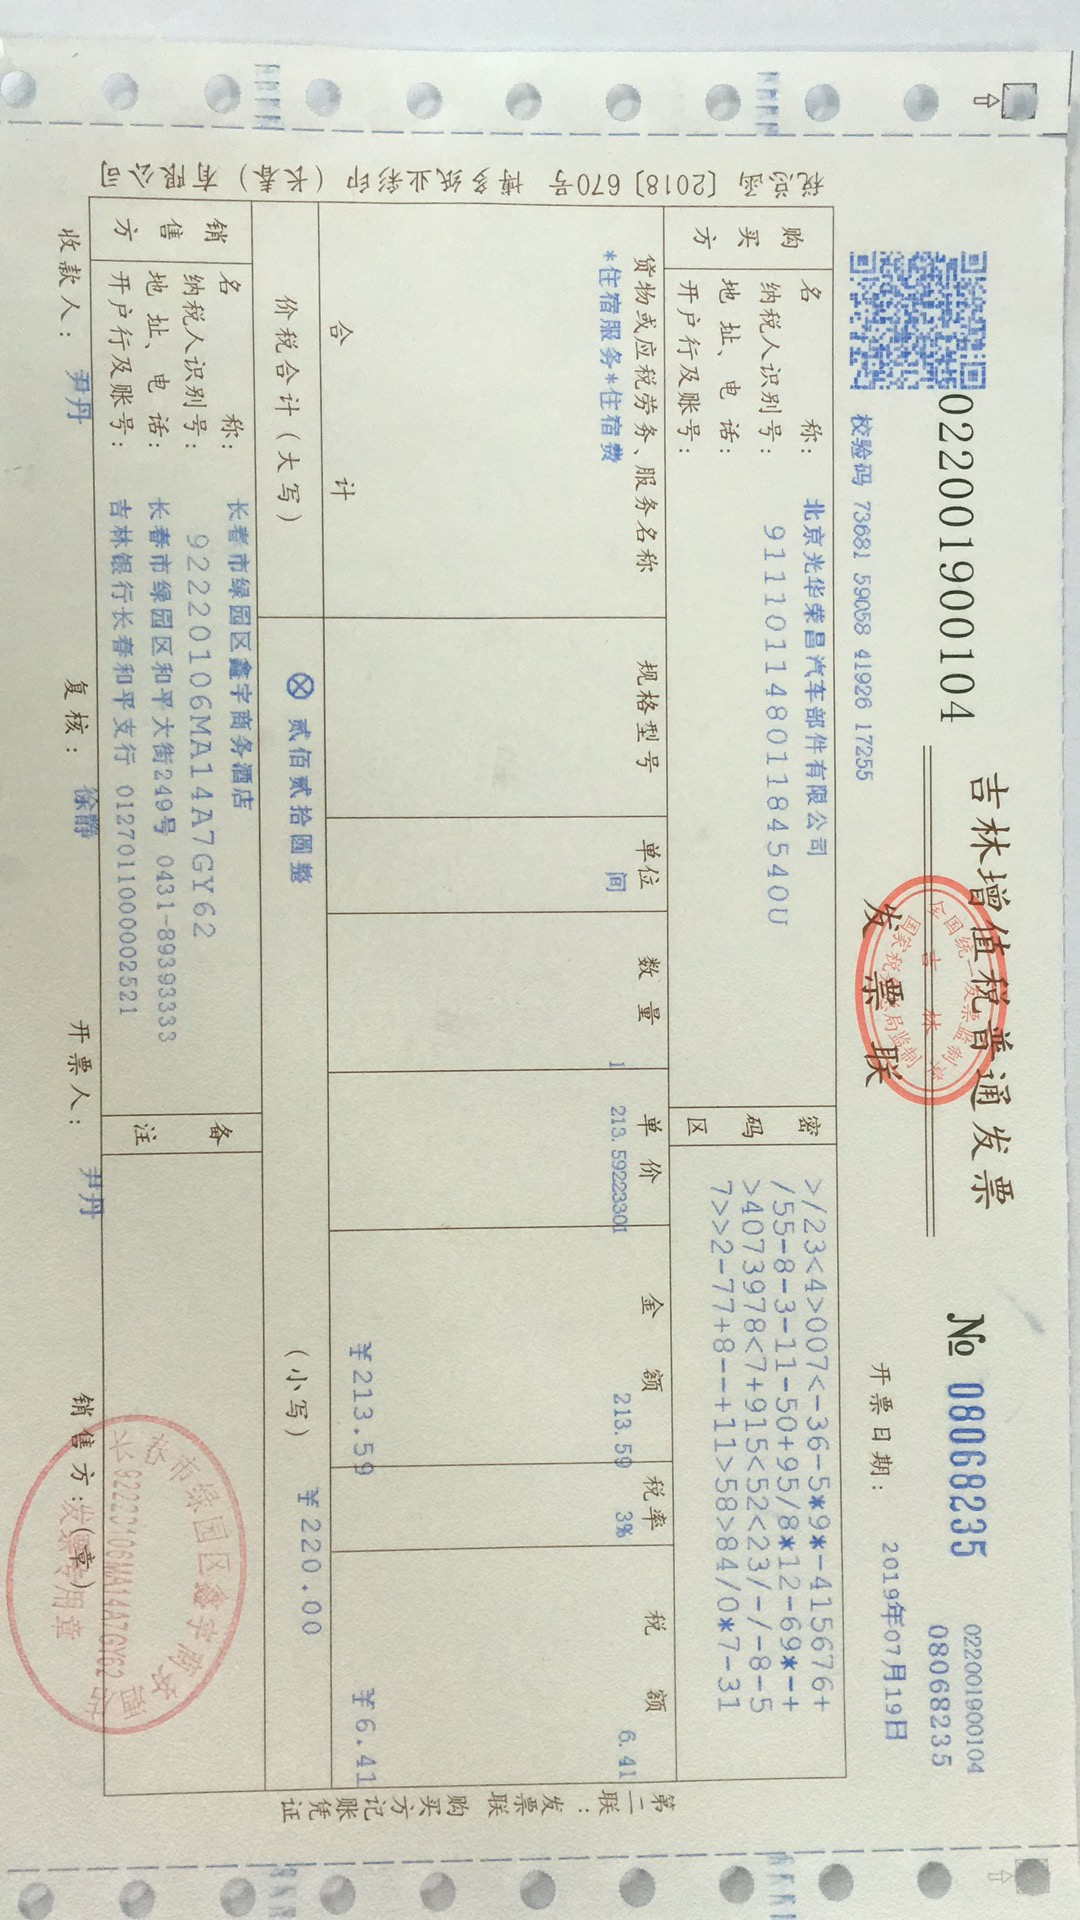 022001900104
吉林增值税普通发票
发票联
№ 08068235
022001900104
08068235
校验码 73681 59058 41926 17255
开票日期： 2019年07月19日
税总函〔2018〕670号 博多纸业彩印（长春）有限公司
购买方
名 称： 北京光华荣昌汽车部件有限公司
纳税人识别号： 91110114801184540U
地址、电话：
开户行及账号：
密码区
>/23<4>007<-36-5*9*-415676+
/55-8-3-11-50+95/8*12-69*-+
>4073978<7+915<52<23/-/-8-5
7>>2-77+8--+11>58>84/0*7-31
货物或应税劳务、服务名称 规格型号 单位 数量 单价 金额 税率 税额
*住宿服务*住宿费 间 1 213.59223301 213.59 3% 6.41
合计 ¥213.59 ¥6.41
价税合计（大写） ⊗ 贰佰贰拾圆整 （小写） ¥220.00
销售方
名 称： 长春市绿园区鑫宇商务酒店
纳税人识别号： 92220106MA14A7GY62
地址、电话： 长春市绿园区和平大街249号 0431-89393333
开户行及账号： 吉林银行长春和平支行 0127011000002521
备注
收款人： 尹丹 复核： 徐静 开票人： 尹丹 销售方：（章）
第二联：发票联 购买方记账凭证
全国统一发票监制章
吉林
国家税务总局监制
长春市绿园区鑫宇商务酒店
92220106MA14A7GY62
发票专用章